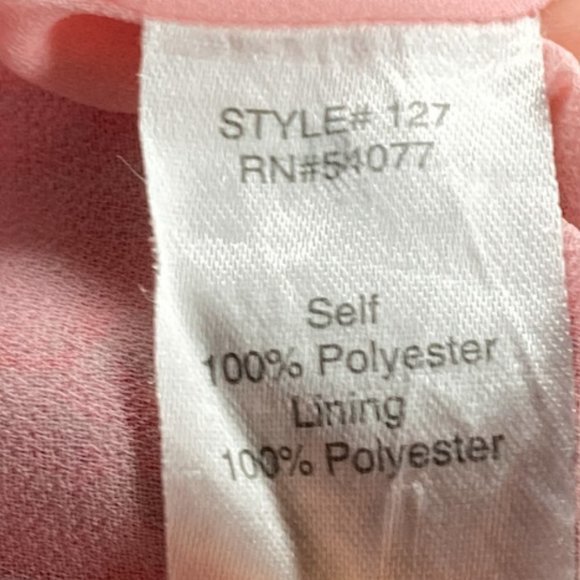 STYLE# 127
RN#54077
Self
100% Polyester
Lining
100% Polyester